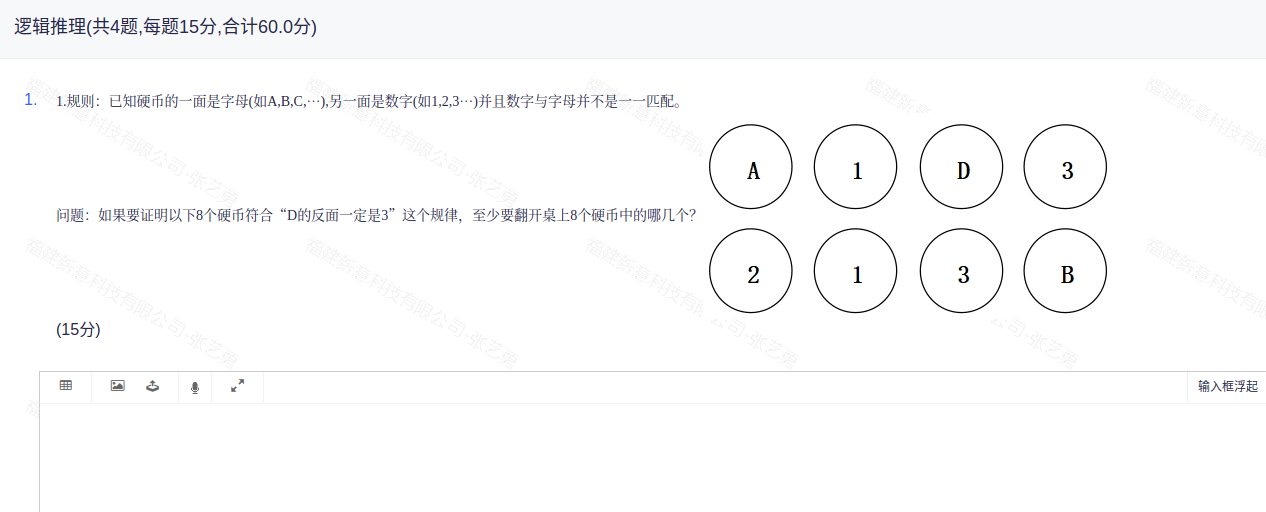 逻辑推理(共4题,每题15分,合计60.0分)
1. 1.规则：已知硬币的一面是字母(如A,B,C,···),另一面是数字(如1,2,3···)并且数字与字母并不是一一匹配。
A 1 D 3
问题：如果要证明以下8个硬币符合“D的反面一定是3”这个规律，至少要翻开桌上8个硬币中的哪几个?
2 1 3 B
(15分)
输入框浮起
福建新意科技有限公司-张艺